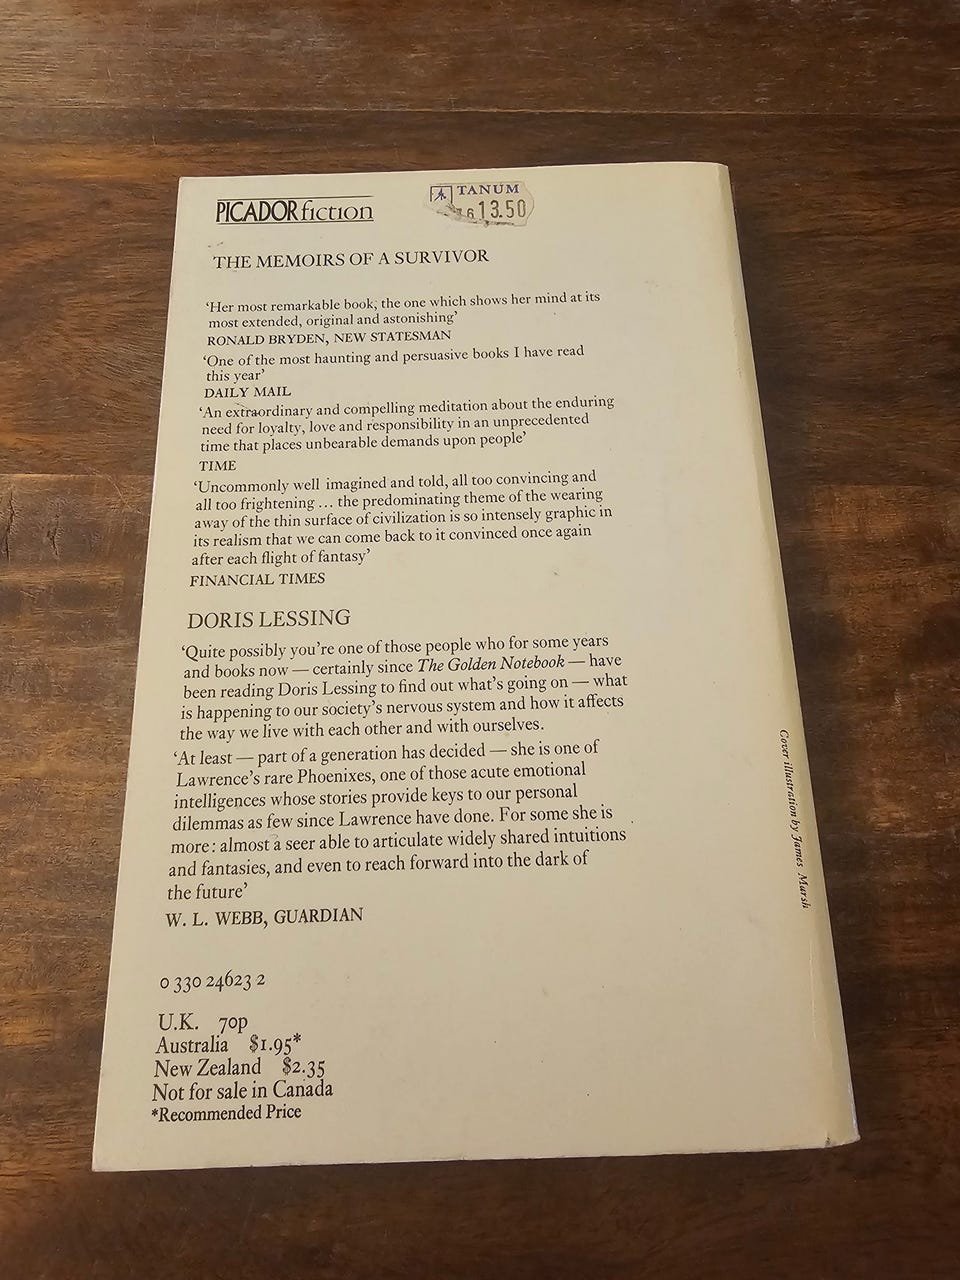 PICADOR fiction
TANUM
13.50
THE MEMOIRS OF A SURVIVOR
‘Her most remarkable book, the one which shows her mind at its
most extended, original and astonishing’
RONALD BRYDEN, NEW STATESMAN
‘One of the most haunting and persuasive books I have read
this year’
DAILY MAIL
‘An extraordinary and compelling meditation about the enduring
need for loyalty, love and responsibility in an unprecedented
time that places unbearable demands upon people’
TIME
‘Uncommonly well imagined and told, all too convincing and
all too frightening ... the predominating theme of the wearing
away of the thin surface of civilization is so intensely graphic in
its realism that we can come back to it convinced once again
after each flight of fantasy’
FINANCIAL TIMES
DORIS LESSING
‘Quite possibly you’re one of those people who for some years
and books now — certainly since The Golden Notebook — have
been reading Doris Lessing to find out what’s going on — what
is happening to our society’s nervous system and how it affects
the way we live with each other and with ourselves.
‘At least — part of a generation has decided — she is one of
Lawrence’s rare Phoenixes, one of those acute emotional
intelligences whose stories provide keys to our personal
dilemmas as few since Lawrence have done. For some she is
more: almost a seer able to articulate widely shared intuitions
and fantasies, and even to reach forward into the dark of
the future’
W. L. WEBB, GUARDIAN
0 330 24623 2
U.K. 70p
Australia $1.95*
New Zealand $2.35
Not for sale in Canada
*Recommended Price
Cover illustration by James Marsh